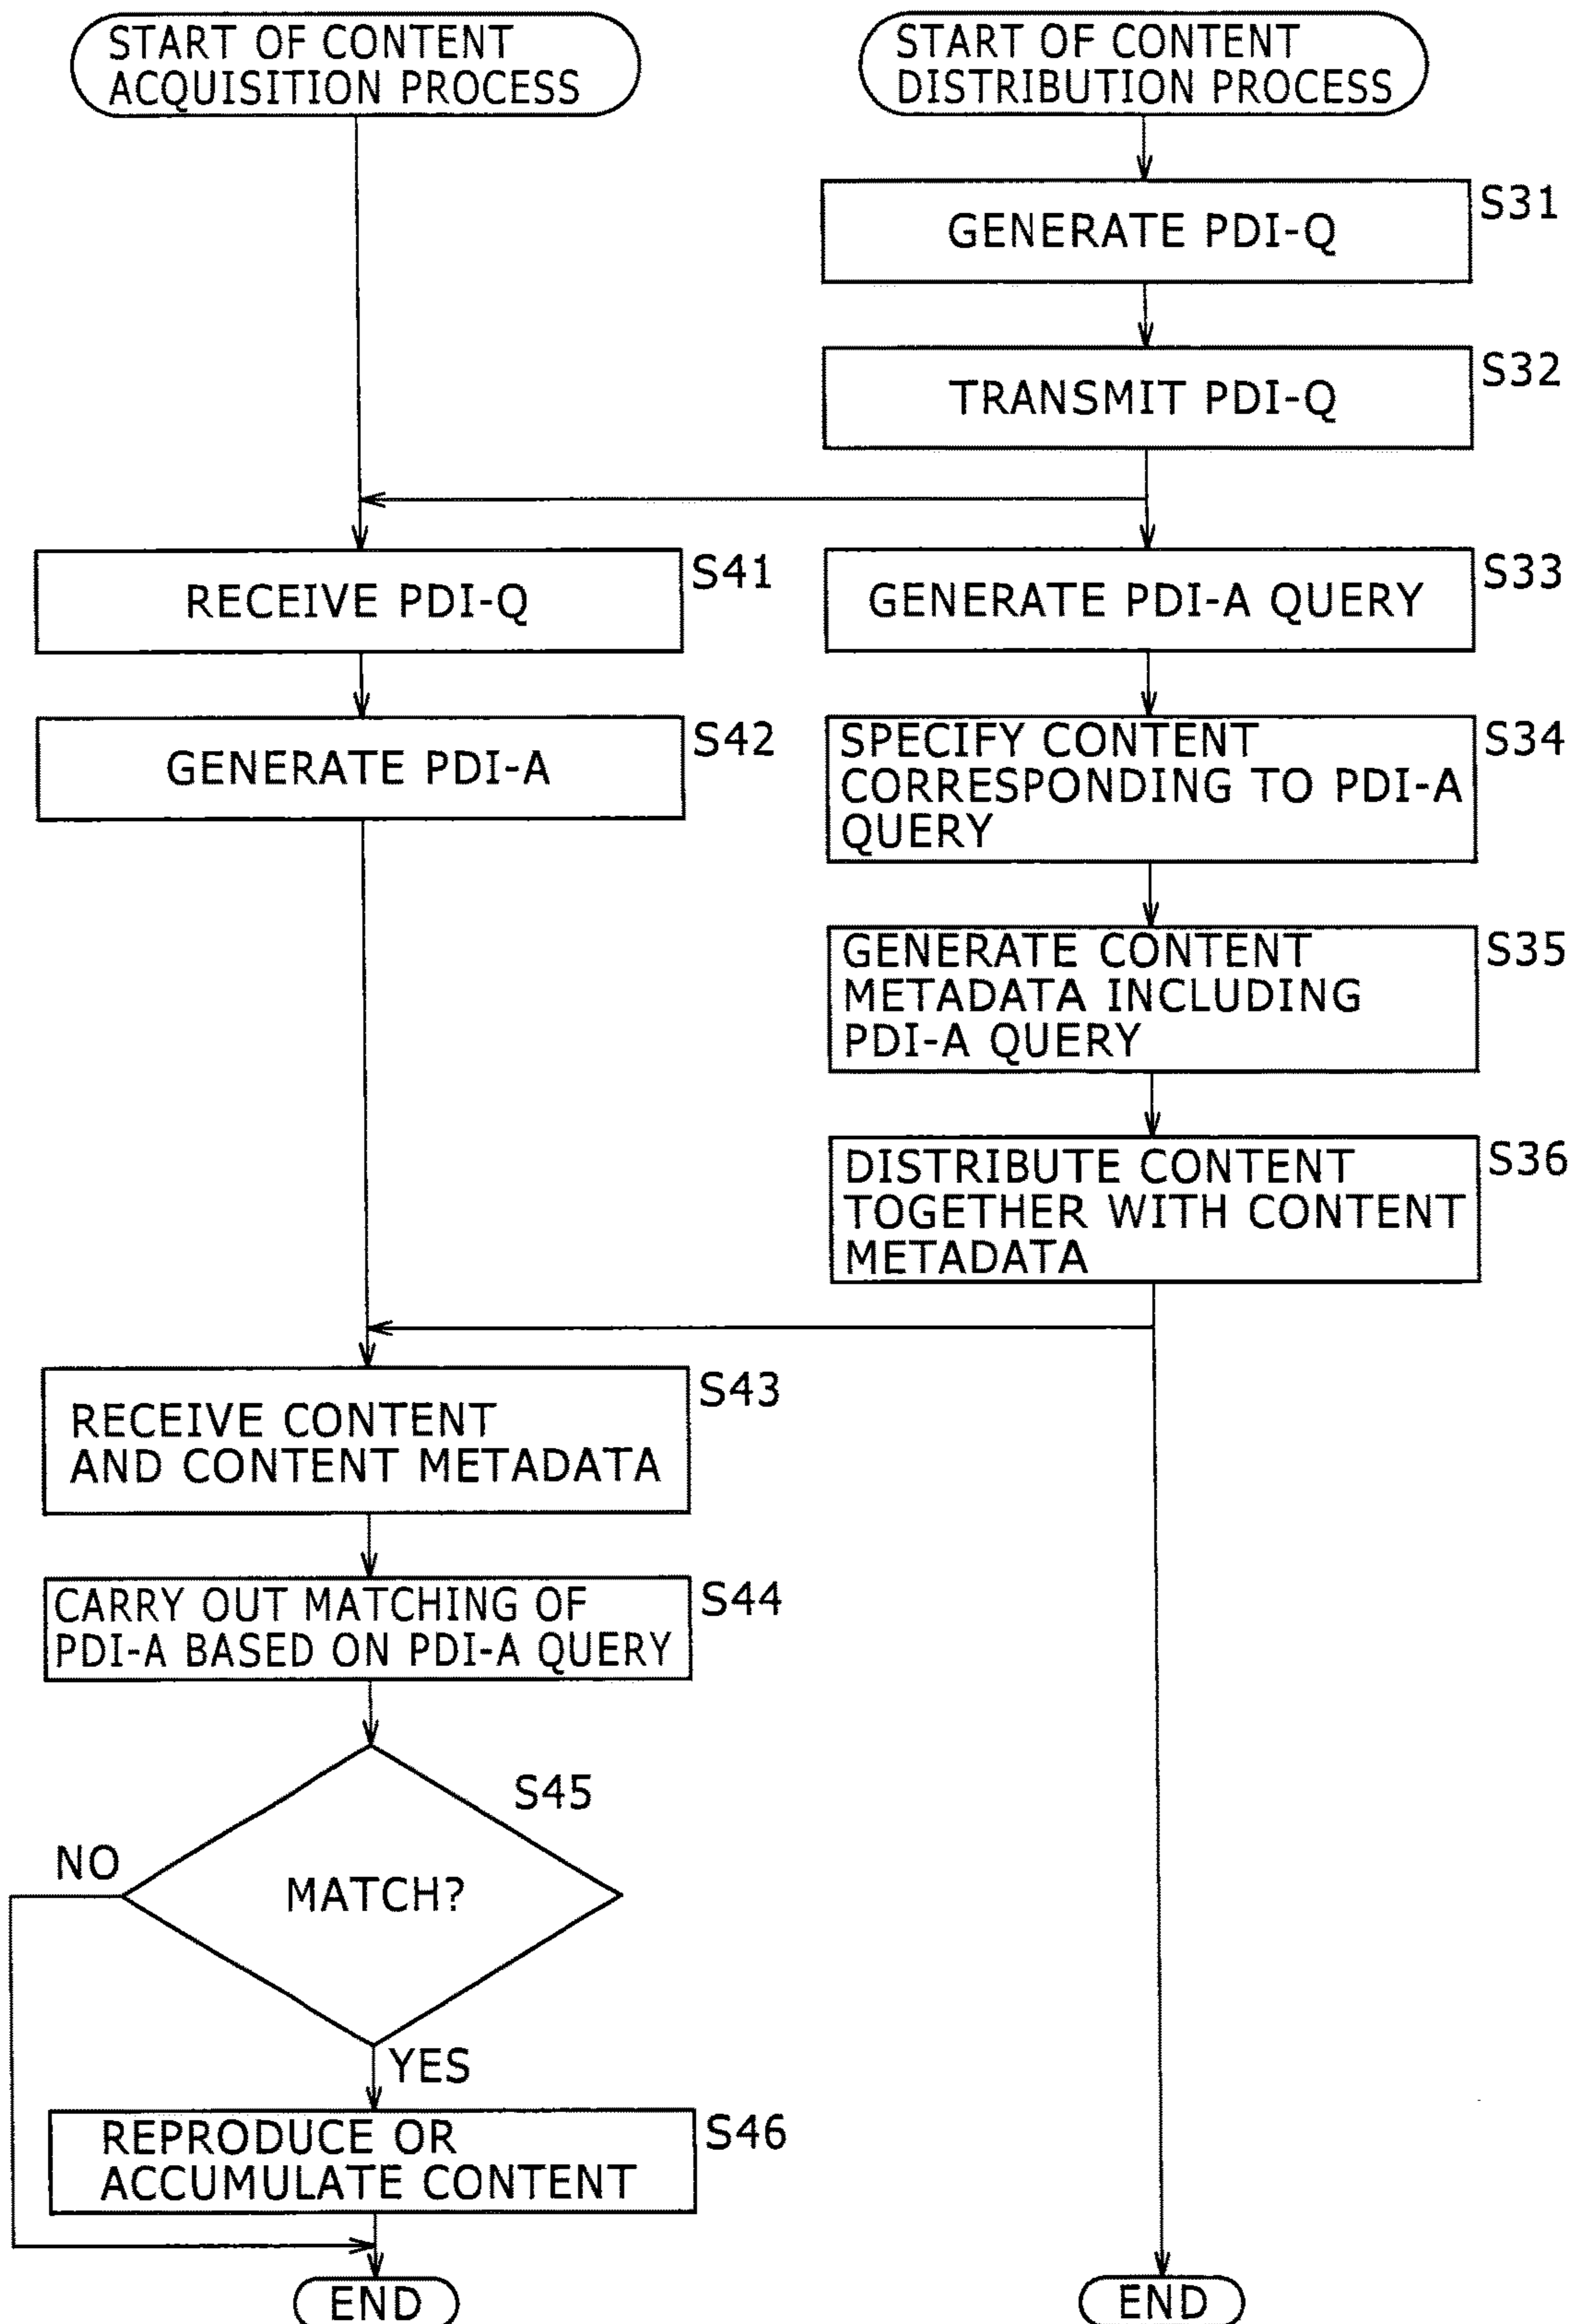 START OF CONTENT
ACQUISITION PROCESS
START OF CONTENT
DISTRIBUTION PROCESS
GENERATE PDI-Q
S31
TRANSMIT PDI-Q
S32
RECEIVE PDI-Q
S41
GENERATE PDI-A QUERY
S33
GENERATE PDI-A
S42
SPECIFY CONTENT
CORRESPONDING TO PDI-A
QUERY
S34
GENERATE CONTENT
METADATA INCLUDING
PDI-A QUERY
S35
DISTRIBUTE CONTENT
TOGETHER WITH CONTENT
METADATA
S36
RECEIVE CONTENT
AND CONTENT METADATA
S43
CARRY OUT MATCHING OF
PDI-A BASED ON PDI-A QUERY
S44
S45
NO
MATCH?
YES
REPRODUCE OR
ACCUMULATE CONTENT
S46
END
END